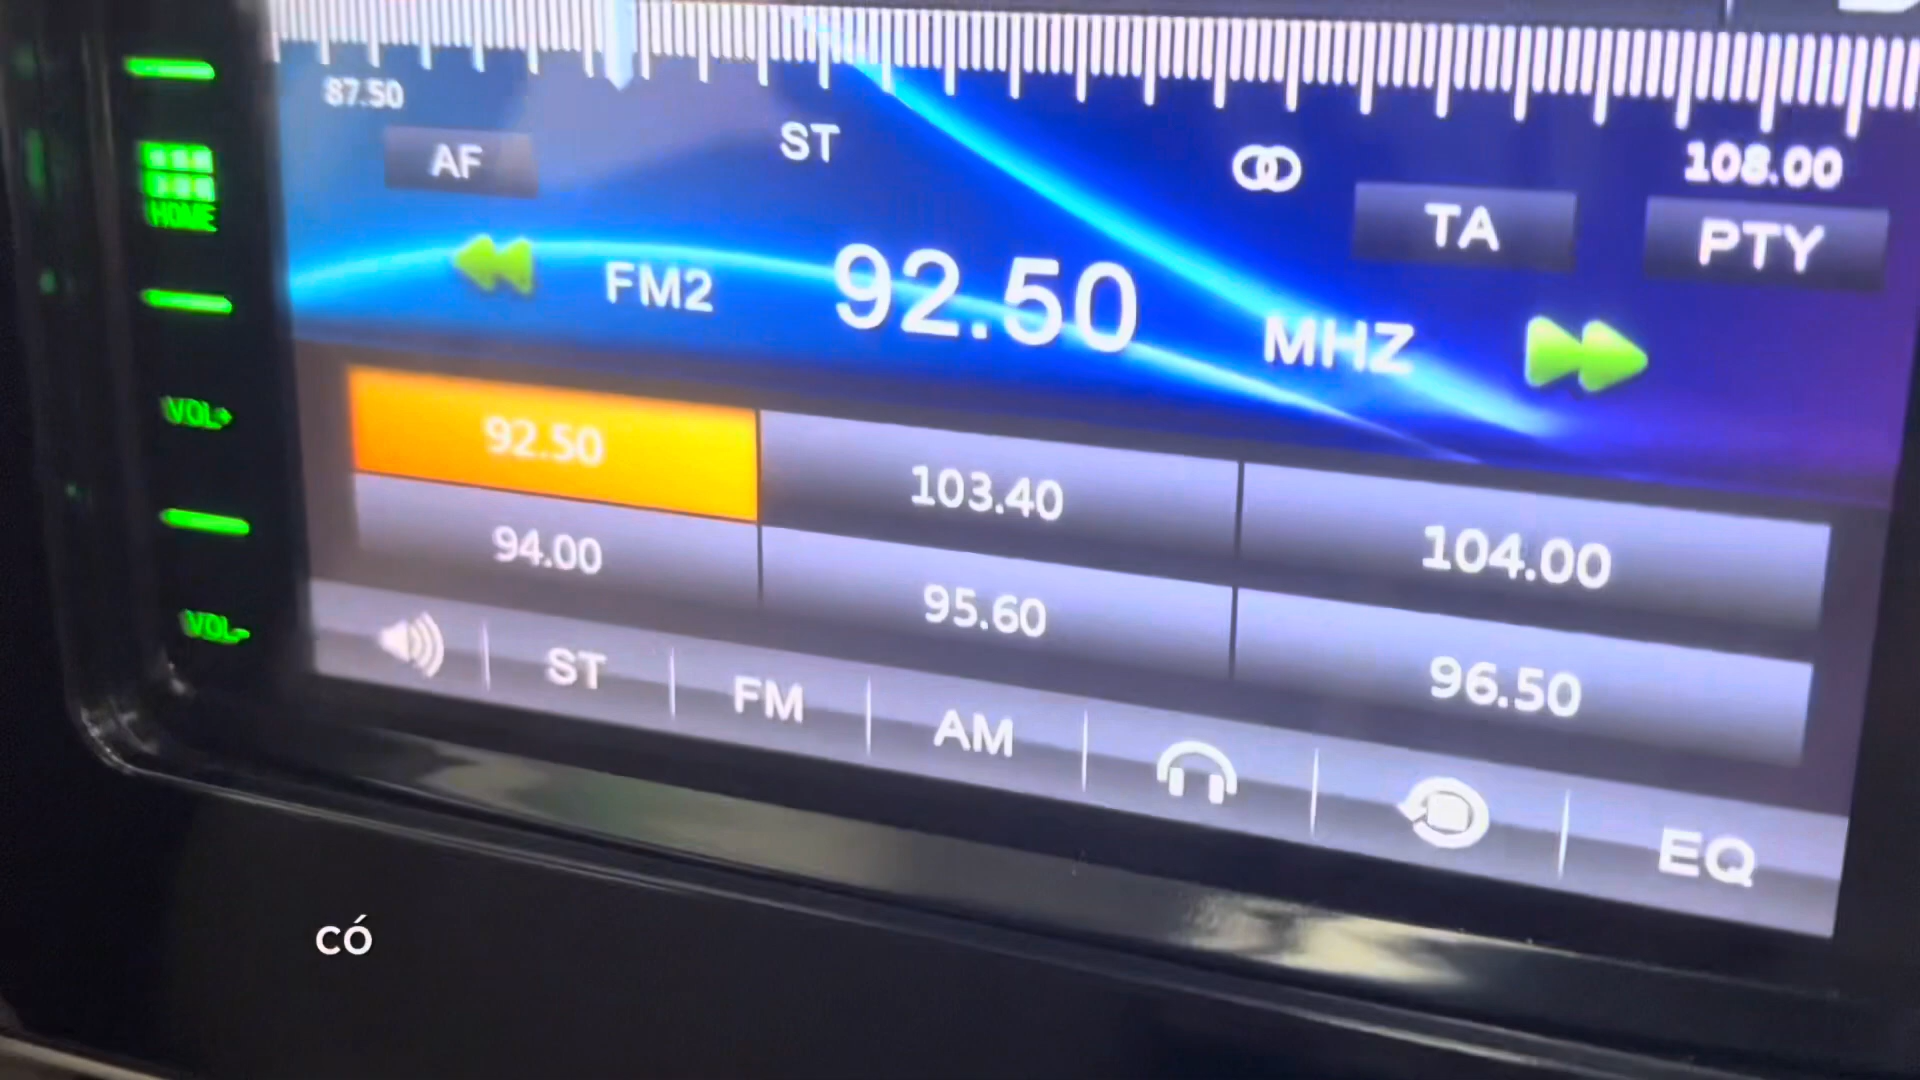 87.50
108.00
AF
ST
TA
PTY
HOME
FM2
92.50
MHZ
VOL+
92.50
103.40
104.00
94.00
95.60
96.50
VOL-
ST
FM
AM
EQ
có